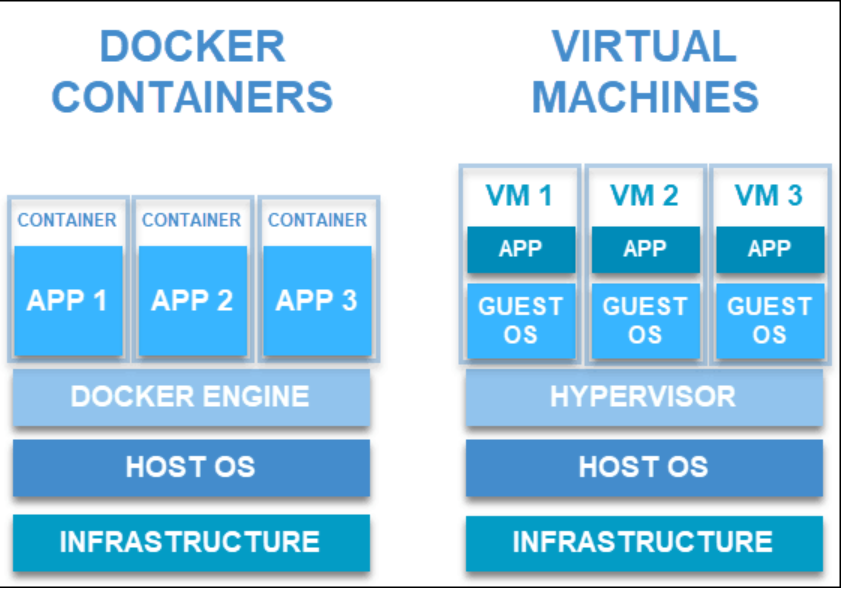 DOCKER
CONTAINERS
CONTAINER CONTAINER CONTAINER
APP 1 APP 2 APP 3
DOCKER ENGINE
HOST OS
INFRASTRUCTURE
VIRTUAL
MACHINES
VM 1 VM 2 VM 3
APP APP APP
GUEST GUEST GUEST
OS OS OS
HYPERVISOR
HOST OS
INFRASTRUCTURE